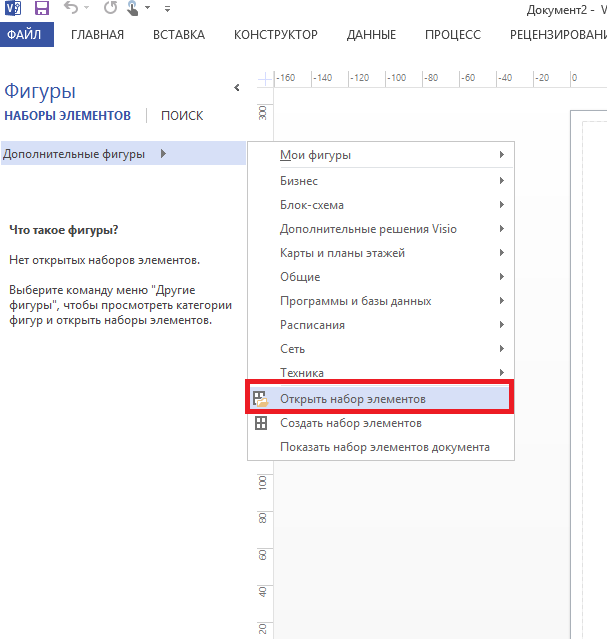 Документ2 - V
ФАЙЛ ГЛАВНАЯ ВСТАВКА КОНСТРУКТОР ДАННЫЕ ПРОЦЕСС РЕЦЕНЗИРОВАНИ
Фигуры
НАБОРЫ ЭЛЕМЕНТОВ ПОИСК
Дополнительные фигуры
Что такое фигуры?
Нет открытых наборов элементов.
Выберите команду меню "Другие
фигуры", чтобы просмотреть категории
фигур и открыть наборы элементов.
-160 -140 -120 -100 -80 -60 -40 -20 0
300
Мои фигуры
Бизнес
Блок-схема
Дополнительные решения Visio
Карты и планы этажей
Общие
Программы и базы данных
Расписания
Сеть
Техника
Открыть набор элементов
Создать набор элементов
Показать набор элементов документа
100
80
60
40
20